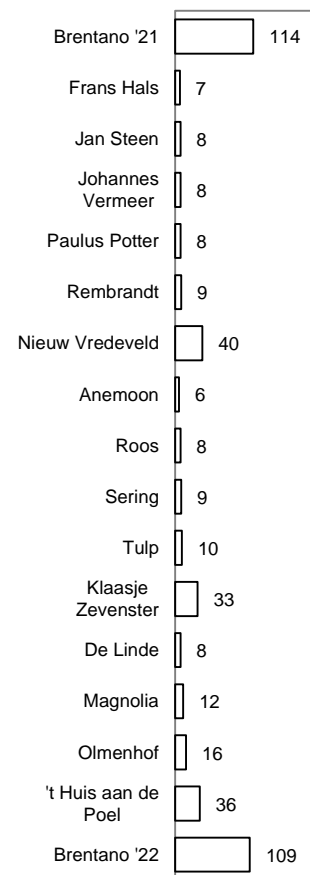 Brentano '21 114
Frans Hals 7
Jan Steen 8
Johannes
Vermeer 8
Paulus Potter 8
Rembrandt 9
Nieuw Vredeveld 40
Anemoon 6
Roos 8
Sering 9
Tulp 10
Klaasje
Zevenster 33
De Linde 8
Magnolia 12
Olmenhof 16
't Huis aan de
Poel 36
Brentano '22 109